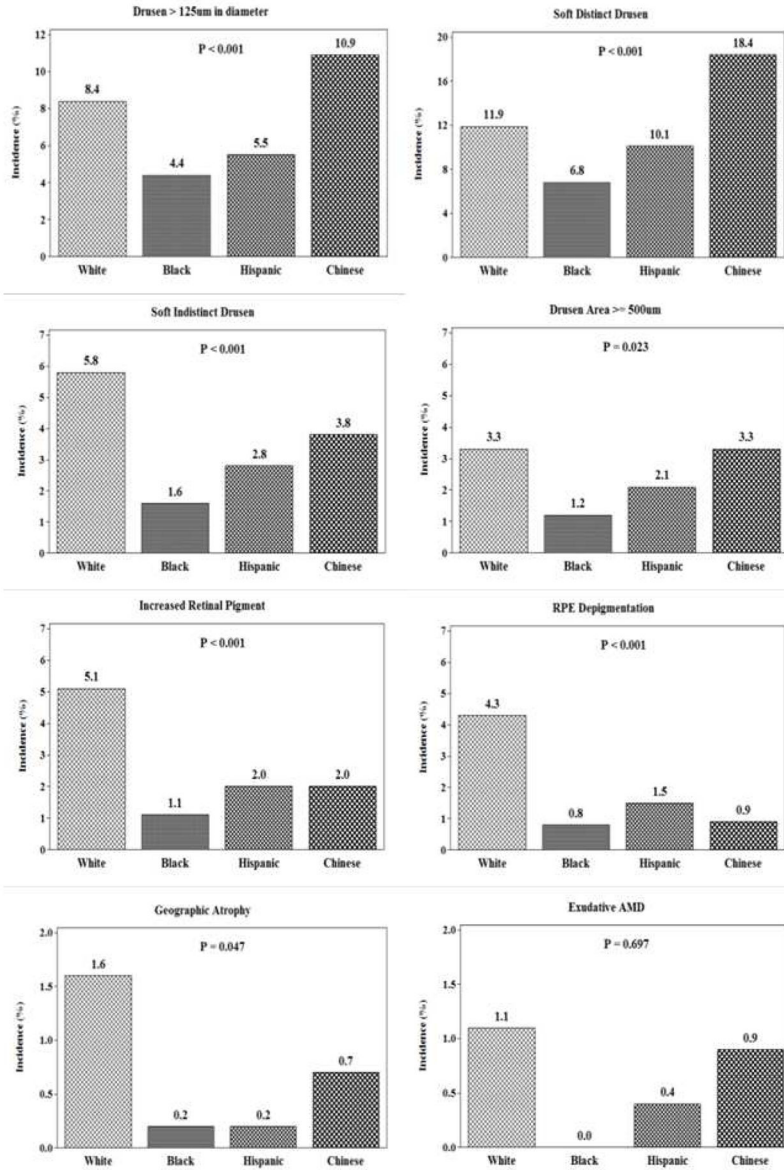 Drusen > 125um in diameter
P < 0.001
Incidence (%)
12
10
8
6
4
2
0
8.4
4.4
5.5
10.9
White Black Hispanic Chinese
Soft Distinct Drusen
P < 0.001
Incidence (%)
20
16
12
8
4
0
11.9
6.8
10.1
18.4
White Black Hispanic Chinese
Soft Indistinct Drusen
P < 0.001
Incidence (%)
7
6
5
4
3
2
1
0
5.8
1.6
2.8
3.8
White Black Hispanic Chinese
Drusen Area >= 500um
P = 0.023
Incidence (%)
7
6
5
4
3
2
1
0
3.3
1.2
2.1
3.3
White Black Hispanic Chinese
Increased Retinal Pigment
P < 0.001
Incidence (%)
7
6
5
4
3
2
1
0
5.1
1.1
2.0
2.0
White Black Hispanic Chinese
RPE Depigmentation
P < 0.001
Incidence (%)
7
6
5
4
3
2
1
0
4.3
0.8
1.5
0.9
White Black Hispanic Chinese
Geographic Atrophy
P = 0.047
Incidence (%)
2.0
1.5
1.0
0.5
0.0
1.6
0.2
0.2
0.7
White Black Hispanic Chinese
Exudative AMD
P = 0.697
Incidence (%)
2.0
1.5
1.0
0.5
0.0
1.1
0.0
0.4
0.9
White Black Hispanic Chinese